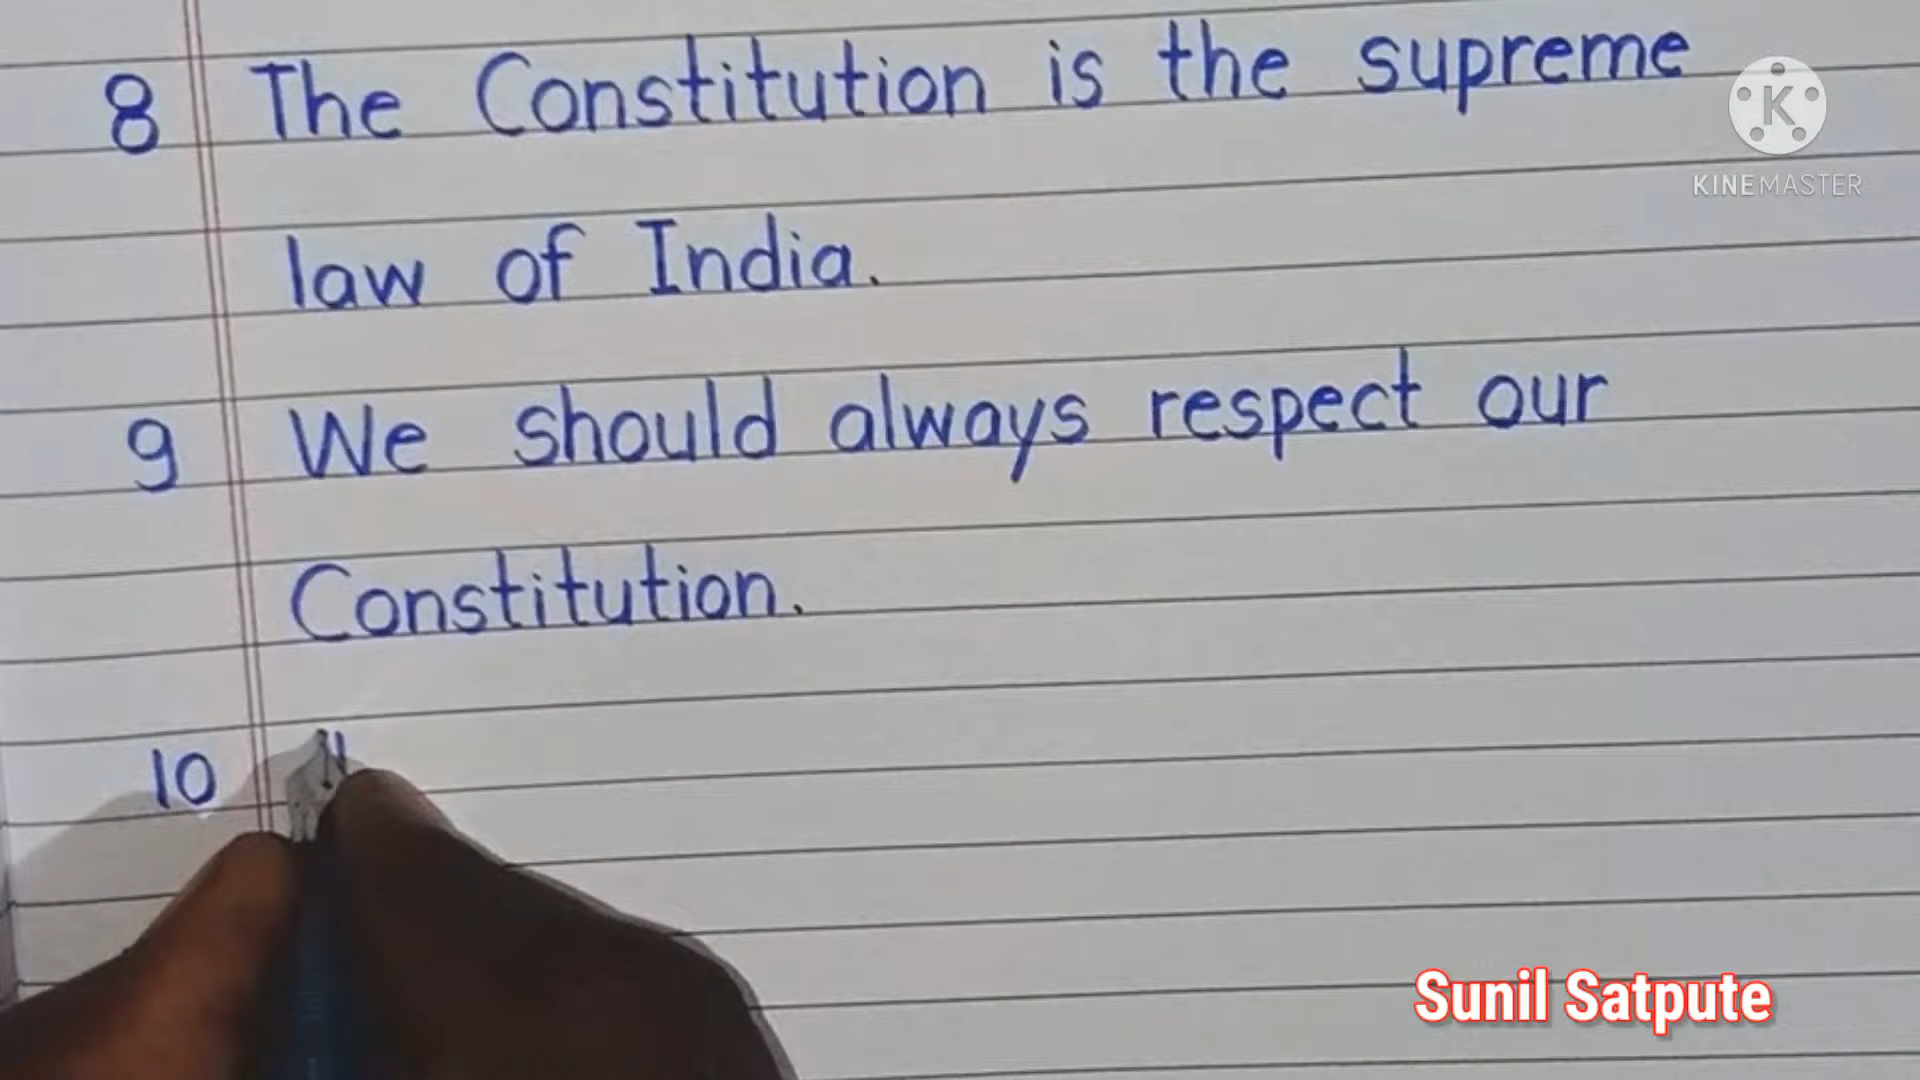 8 The Constitution is the supreme
KINEMASTER
law of India.
9 We should always respect our
Constitution.
10
Sunil Satpute